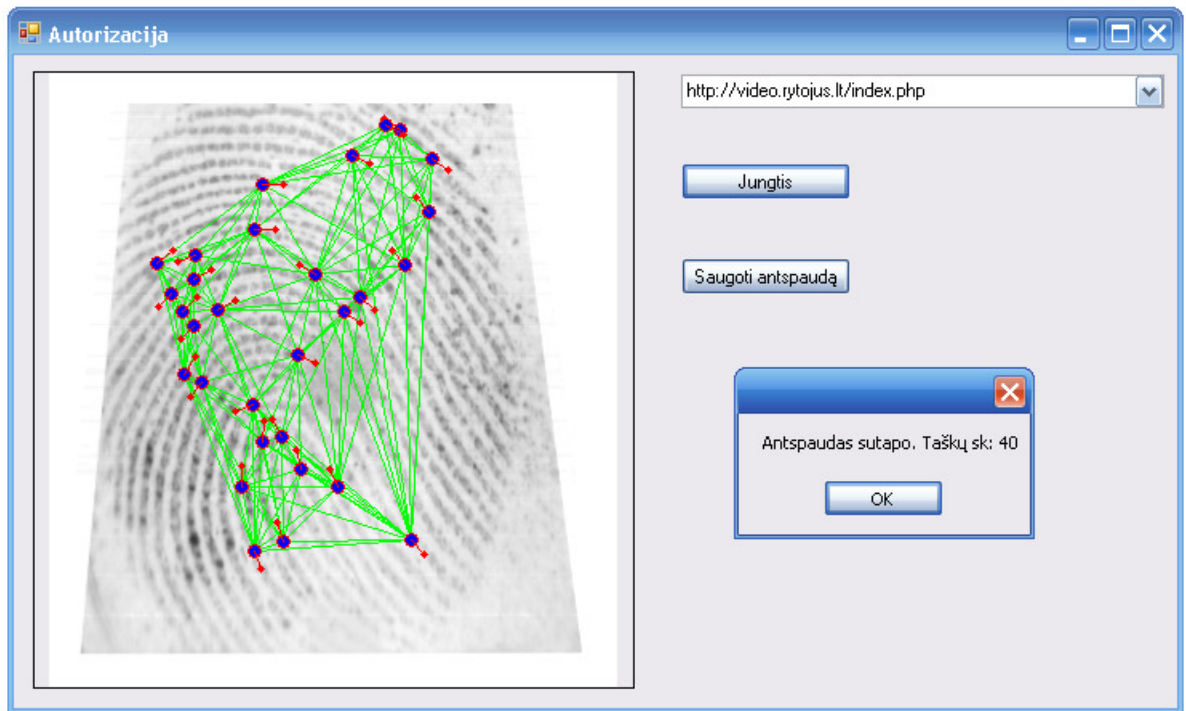 Autorizacija
http://video.rytojus.lt/index.php
Jungtis
Saugoti antspaudą
Antspaudas sutapo. Taškų sk: 40
OK